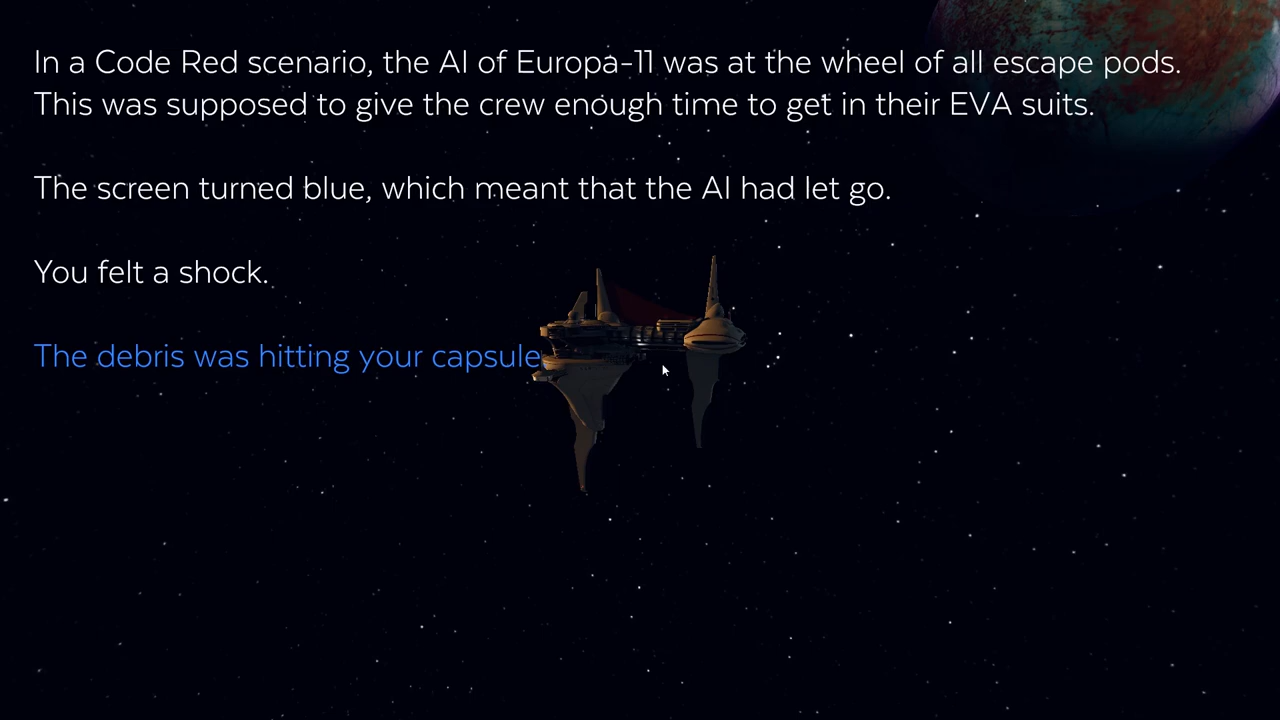 In a Code Red scenario, the AI of Europa-11 was at the wheel of all escape pods.
This was supposed to give the crew enough time to get in their EVA suits.
The screen turned blue, which meant that the AI had let go.
You felt a shock.
The debris was hitting your capsule